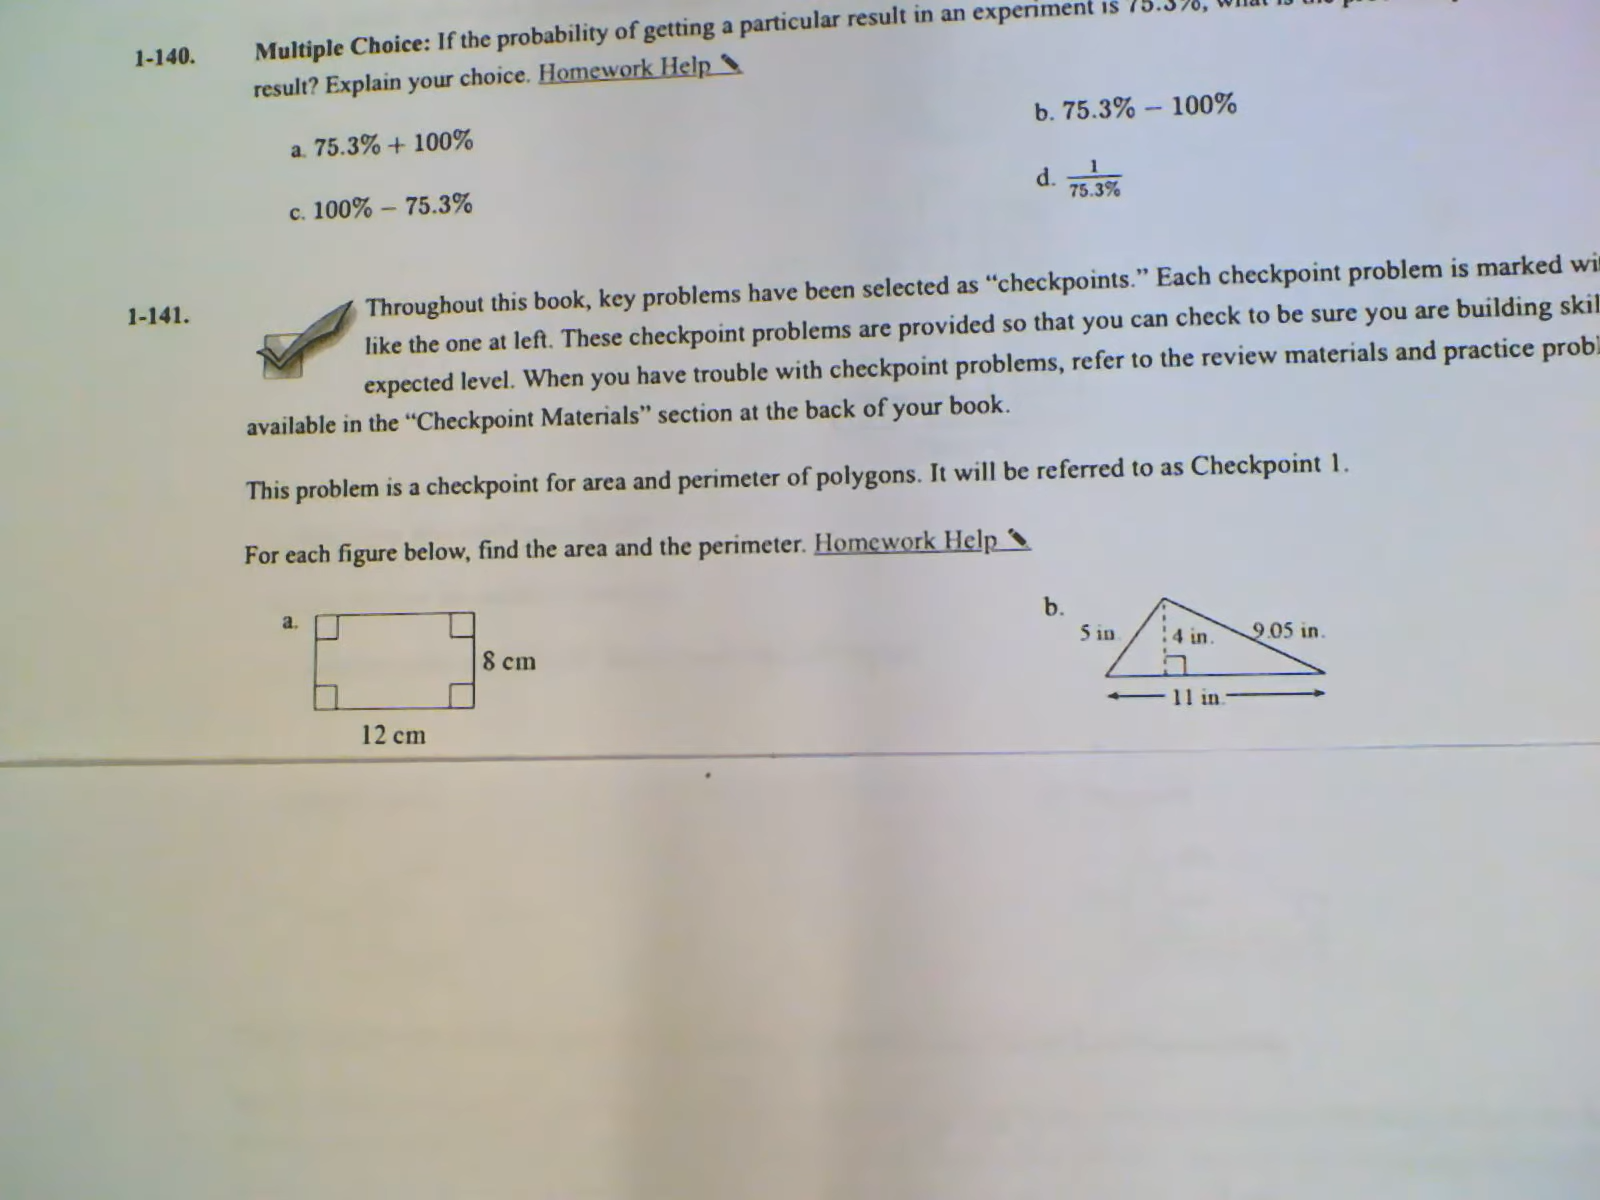 1-140. Multiple Choice: If the probability of getting a particular result in an experiment is 75.3%, what is the
result? Explain your choice. Homework Help
a. 75.3% + 100%
b. 75.3% − 100%
c. 100% − 75.3%
d. 1/75.3%
1-141. Throughout this book, key problems have been selected as “checkpoints.” Each checkpoint problem is marked
like the one at left. These checkpoint problems are provided so that you can check to be sure you are building
expected level. When you have trouble with checkpoint problems, refer to the review materials and practice
available in the “Checkpoint Materials” section at the back of your book.
This problem is a checkpoint for area and perimeter of polygons. It will be referred to as Checkpoint 1.
For each figure below, find the area and the perimeter. Homework Help
a.
8 cm
12 cm
b.
5 in.
4 in.
9.05 in.
11 in.